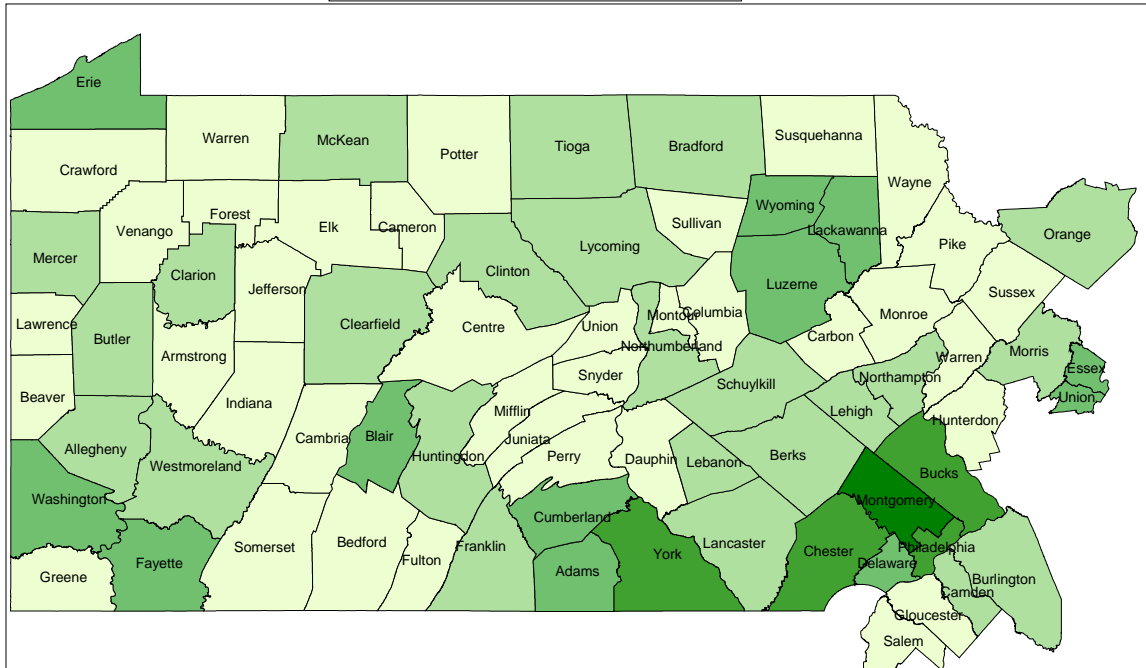 Erie
Warren
McKean
Potter
Tioga
Bradford
Susquehanna
Crawford
Wayne
Forest
Elk
Cameron
Venango
Sullivan
Wyoming
Lackawanna
Orange
Mercer
Clarion
Lycoming
Pike
Clinton
Jefferson
Luzerne
Sussex
Lawrence
Butler
Clearfield
Centre
Union
Montour
Columbia
Monroe
Armstrong
Northumberland
Carbon
Warren
Morris
Essex
Snyder
Schuylkill
Northampton
Union
Beaver
Indiana
Mifflin
Lehigh
Hunterdon
Allegheny
Cambria
Blair
Juniata
Huntingdon
Perry
Dauphin
Lebanon
Berks
Westmoreland
Bucks
Washington
Montgomery
Cumberland
Somerset
Bedford
Fulton
Franklin
York
Lancaster
Chester
Philadelphia
Greene
Fayette
Adams
Delaware
Burlington
Camden
Gloucester
Salem